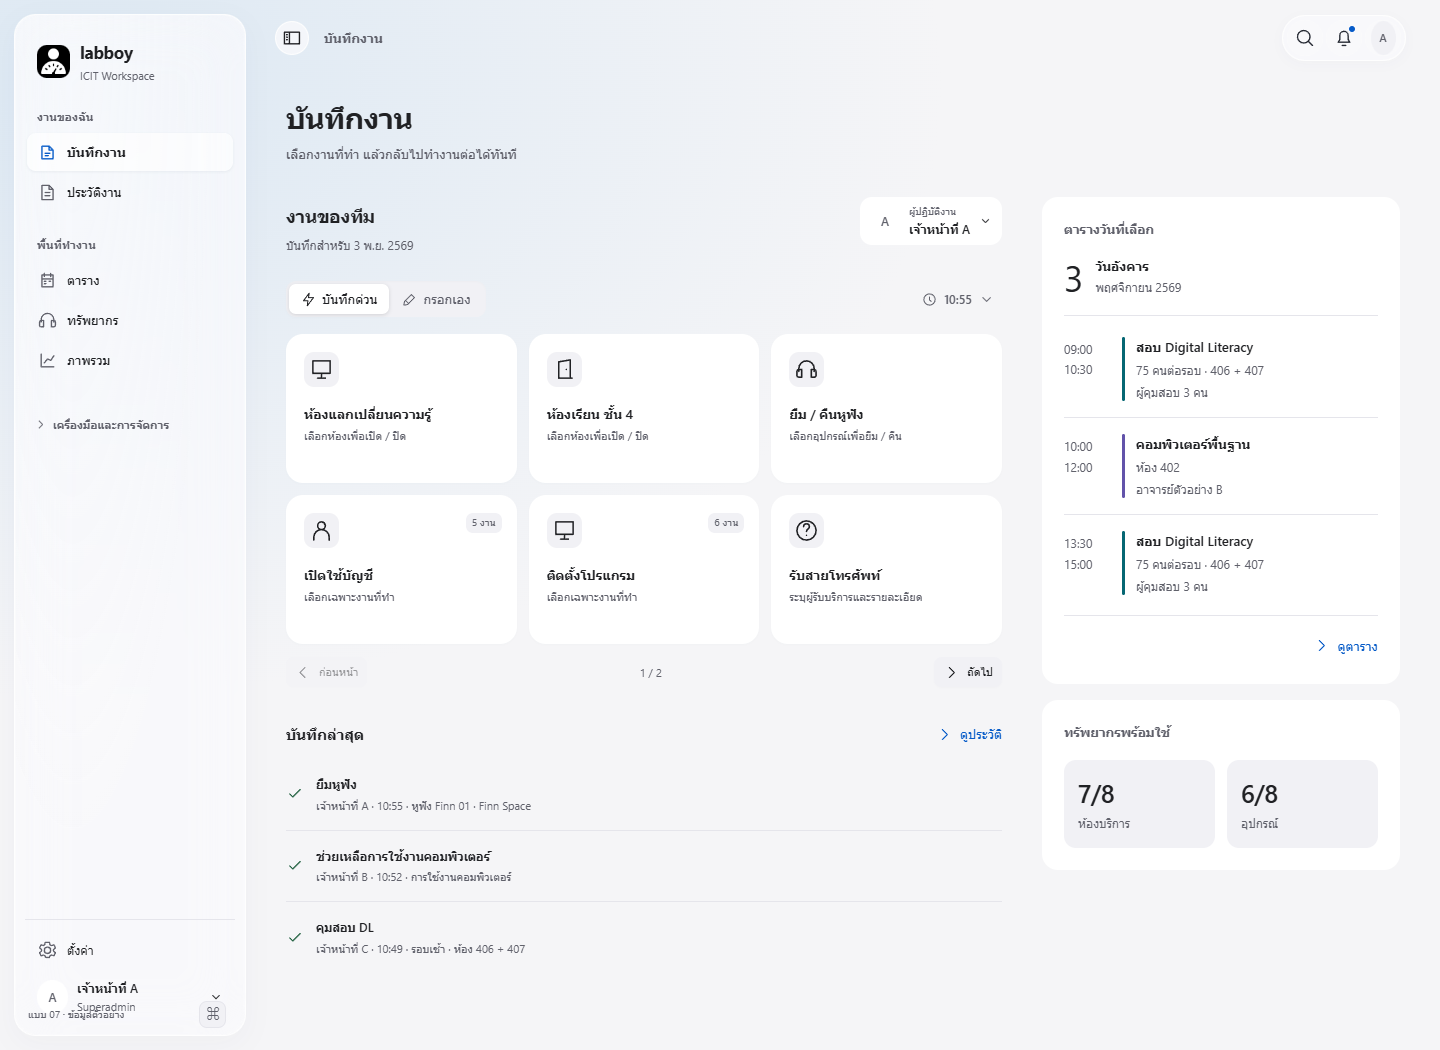 labboy
ICIT Workspace
งานของฉัน
บันทึกงาน
ประวัติงาน
พื้นที่ทำงาน
ตาราง
ทรัพยากร
ภาพรวม
เครื่องมือและการจัดการ
ตั้งค่า
A
เจ้าหน้าที่ A
Superadmin
แบบ 07 · ข้อมูลตัวอย่าง
⌘
บันทึกงาน
A
บันทึกงาน
เลือกงานที่ทำ แล้วกลับไปทำงานต่อได้ทันที
งานของทีม
บันทึกสำหรับ 3 พ.ย. 2569
A
ผู้ปฏิบัติงาน
เจ้าหน้าที่ A
บันทึกด่วน
กรอกเอง
10:55
ห้องแลกเปลี่ยนความรู้
เลือกห้องเพื่อเปิด / ปิด
ห้องเรียน ชั้น 4
เลือกห้องเพื่อเปิด / ปิด
ยืม / คืนหูฟัง
เลือกอุปกรณ์เพื่อยืม / คืน
5 งาน
เปิดใช้บัญชี
เลือกเฉพาะงานที่ทำ
6 งาน
ติดตั้งโปรแกรม
เลือกเฉพาะงานที่ทำ
รับสายโทรศัพท์
ระบุผู้รับบริการและรายละเอียด
ก่อนหน้า
1 / 2
ถัดไป
บันทึกล่าสุด
ดูประวัติ
ยืมหูฟัง
เจ้าหน้าที่ A · 10:55 · หูฟัง Finn 01 · Finn Space
ช่วยเหลือการใช้งานคอมพิวเตอร์
เจ้าหน้าที่ B · 10:52 · การใช้งานคอมพิวเตอร์
คุมสอบ DL
เจ้าหน้าที่ C · 10:49 · รอบเช้า · ห้อง 406 + 407
ตารางวันที่เลือก
3
วันอังคาร
พฤศจิกายน 2569
09:00
10:30
สอบ Digital Literacy
75 คนต่อรอบ · 406 + 407
ผู้คุมสอบ 3 คน
10:00
12:00
คอมพิวเตอร์พื้นฐาน
ห้อง 402
อาจารย์ตัวอย่าง B
13:30
15:00
สอบ Digital Literacy
75 คนต่อรอบ · 406 + 407
ผู้คุมสอบ 3 คน
ดูตาราง
ทรัพยากรพร้อมใช้
7/8
ห้องบริการ
6/8
อุปกรณ์